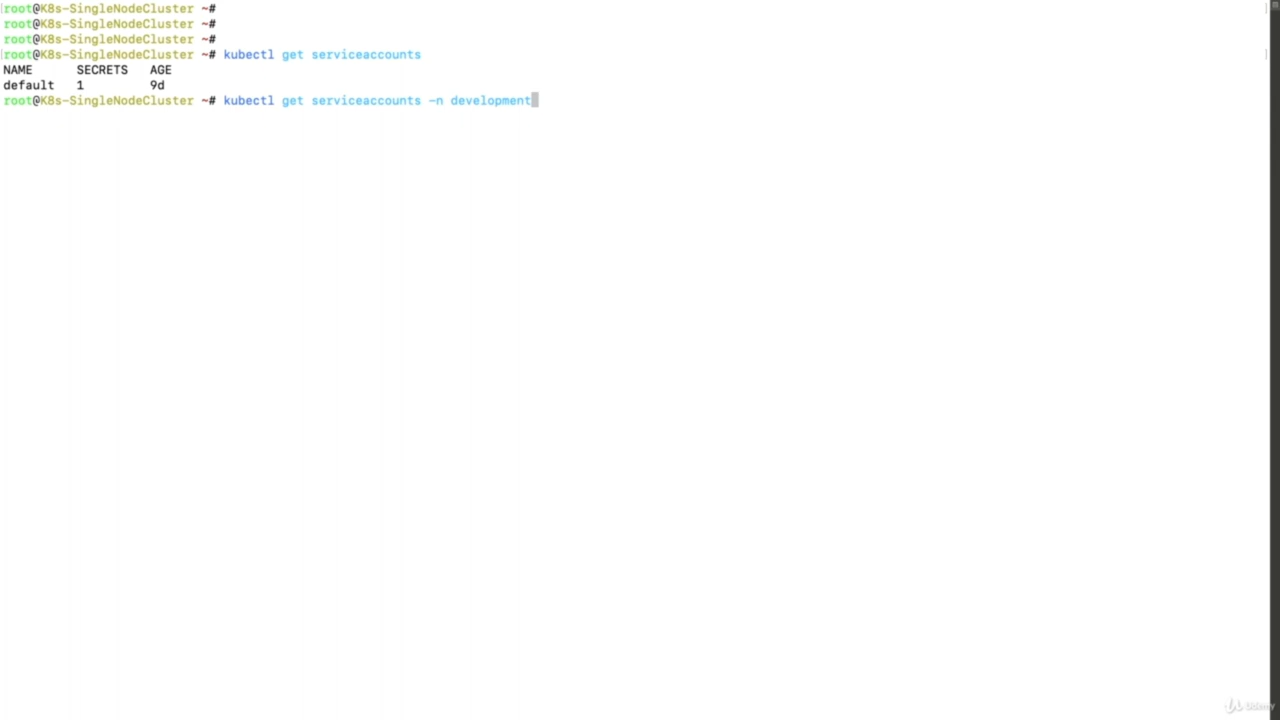 root@K8s-SingleNodeCluster ~#
root@K8s-SingleNodeCluster ~#
root@K8s-SingleNodeCluster ~#
root@K8s-SingleNodeCluster ~# kubectl get serviceaccounts
NAME SECRETS AGE
default 1 9d
root@K8s-SingleNodeCluster ~# kubectl get serviceaccounts -n development
Udemy